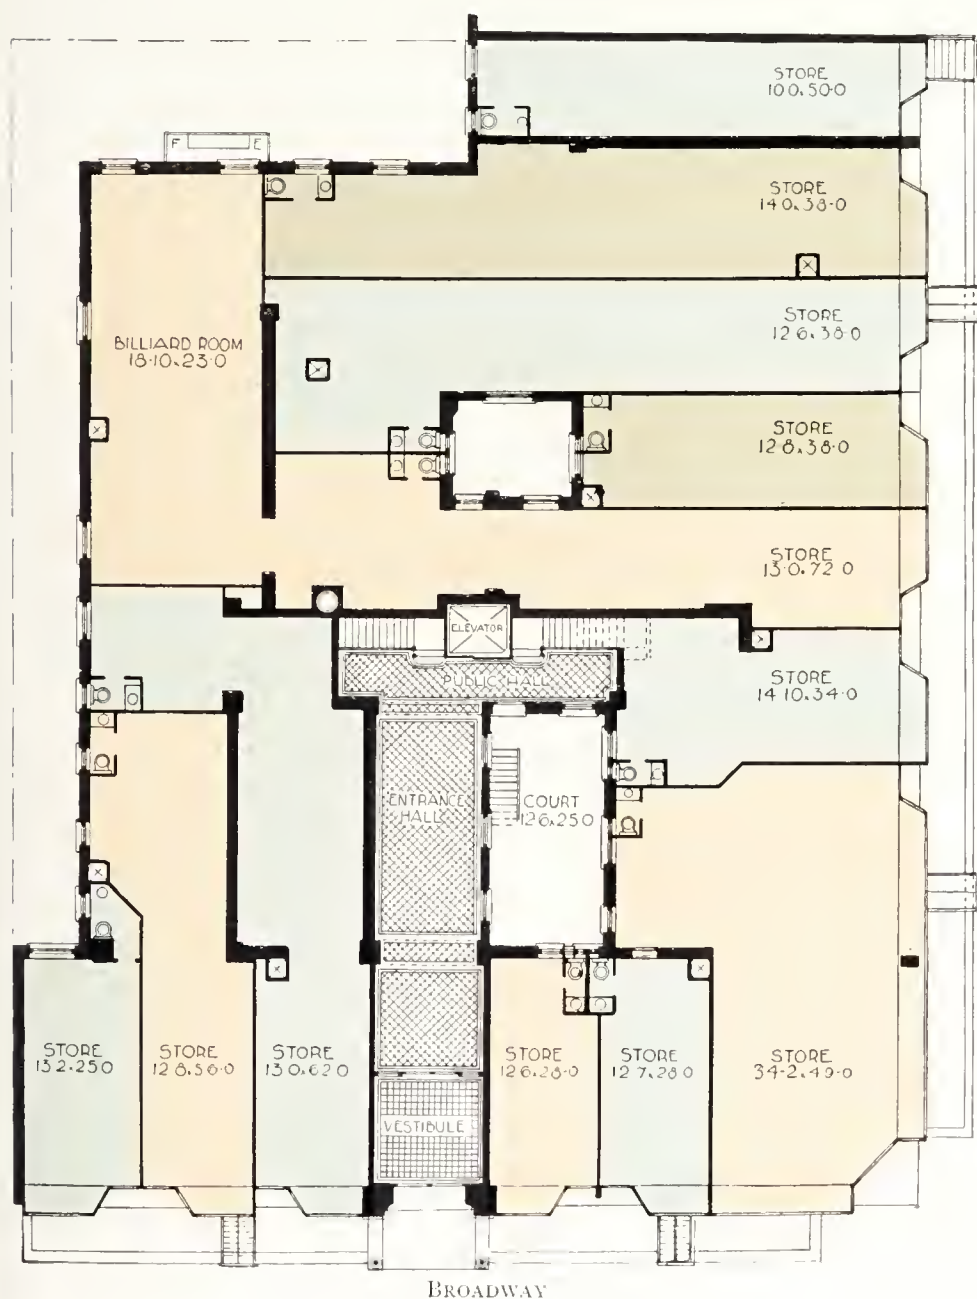 STORE
10·0×50·0
F E
STORE
14·0×38·0
STORE
12·6×38·0
BILLIARD ROOM
18·10×23·0
STORE
12·8×38·0
STORE
13·0×72·0
ELEVATOR
PUBLIC HALL
STORE
14·10×34·0
ENTRANCE
HALL
COURT
12·6×25·0
STORE
13·2×25·0
STORE
12·8×56·0
STORE
13·0×62·0
STORE
12·6×28·0
STORE
12·7×28·0
STORE
34-2×49-0
VESTIBULE
BROADWAY